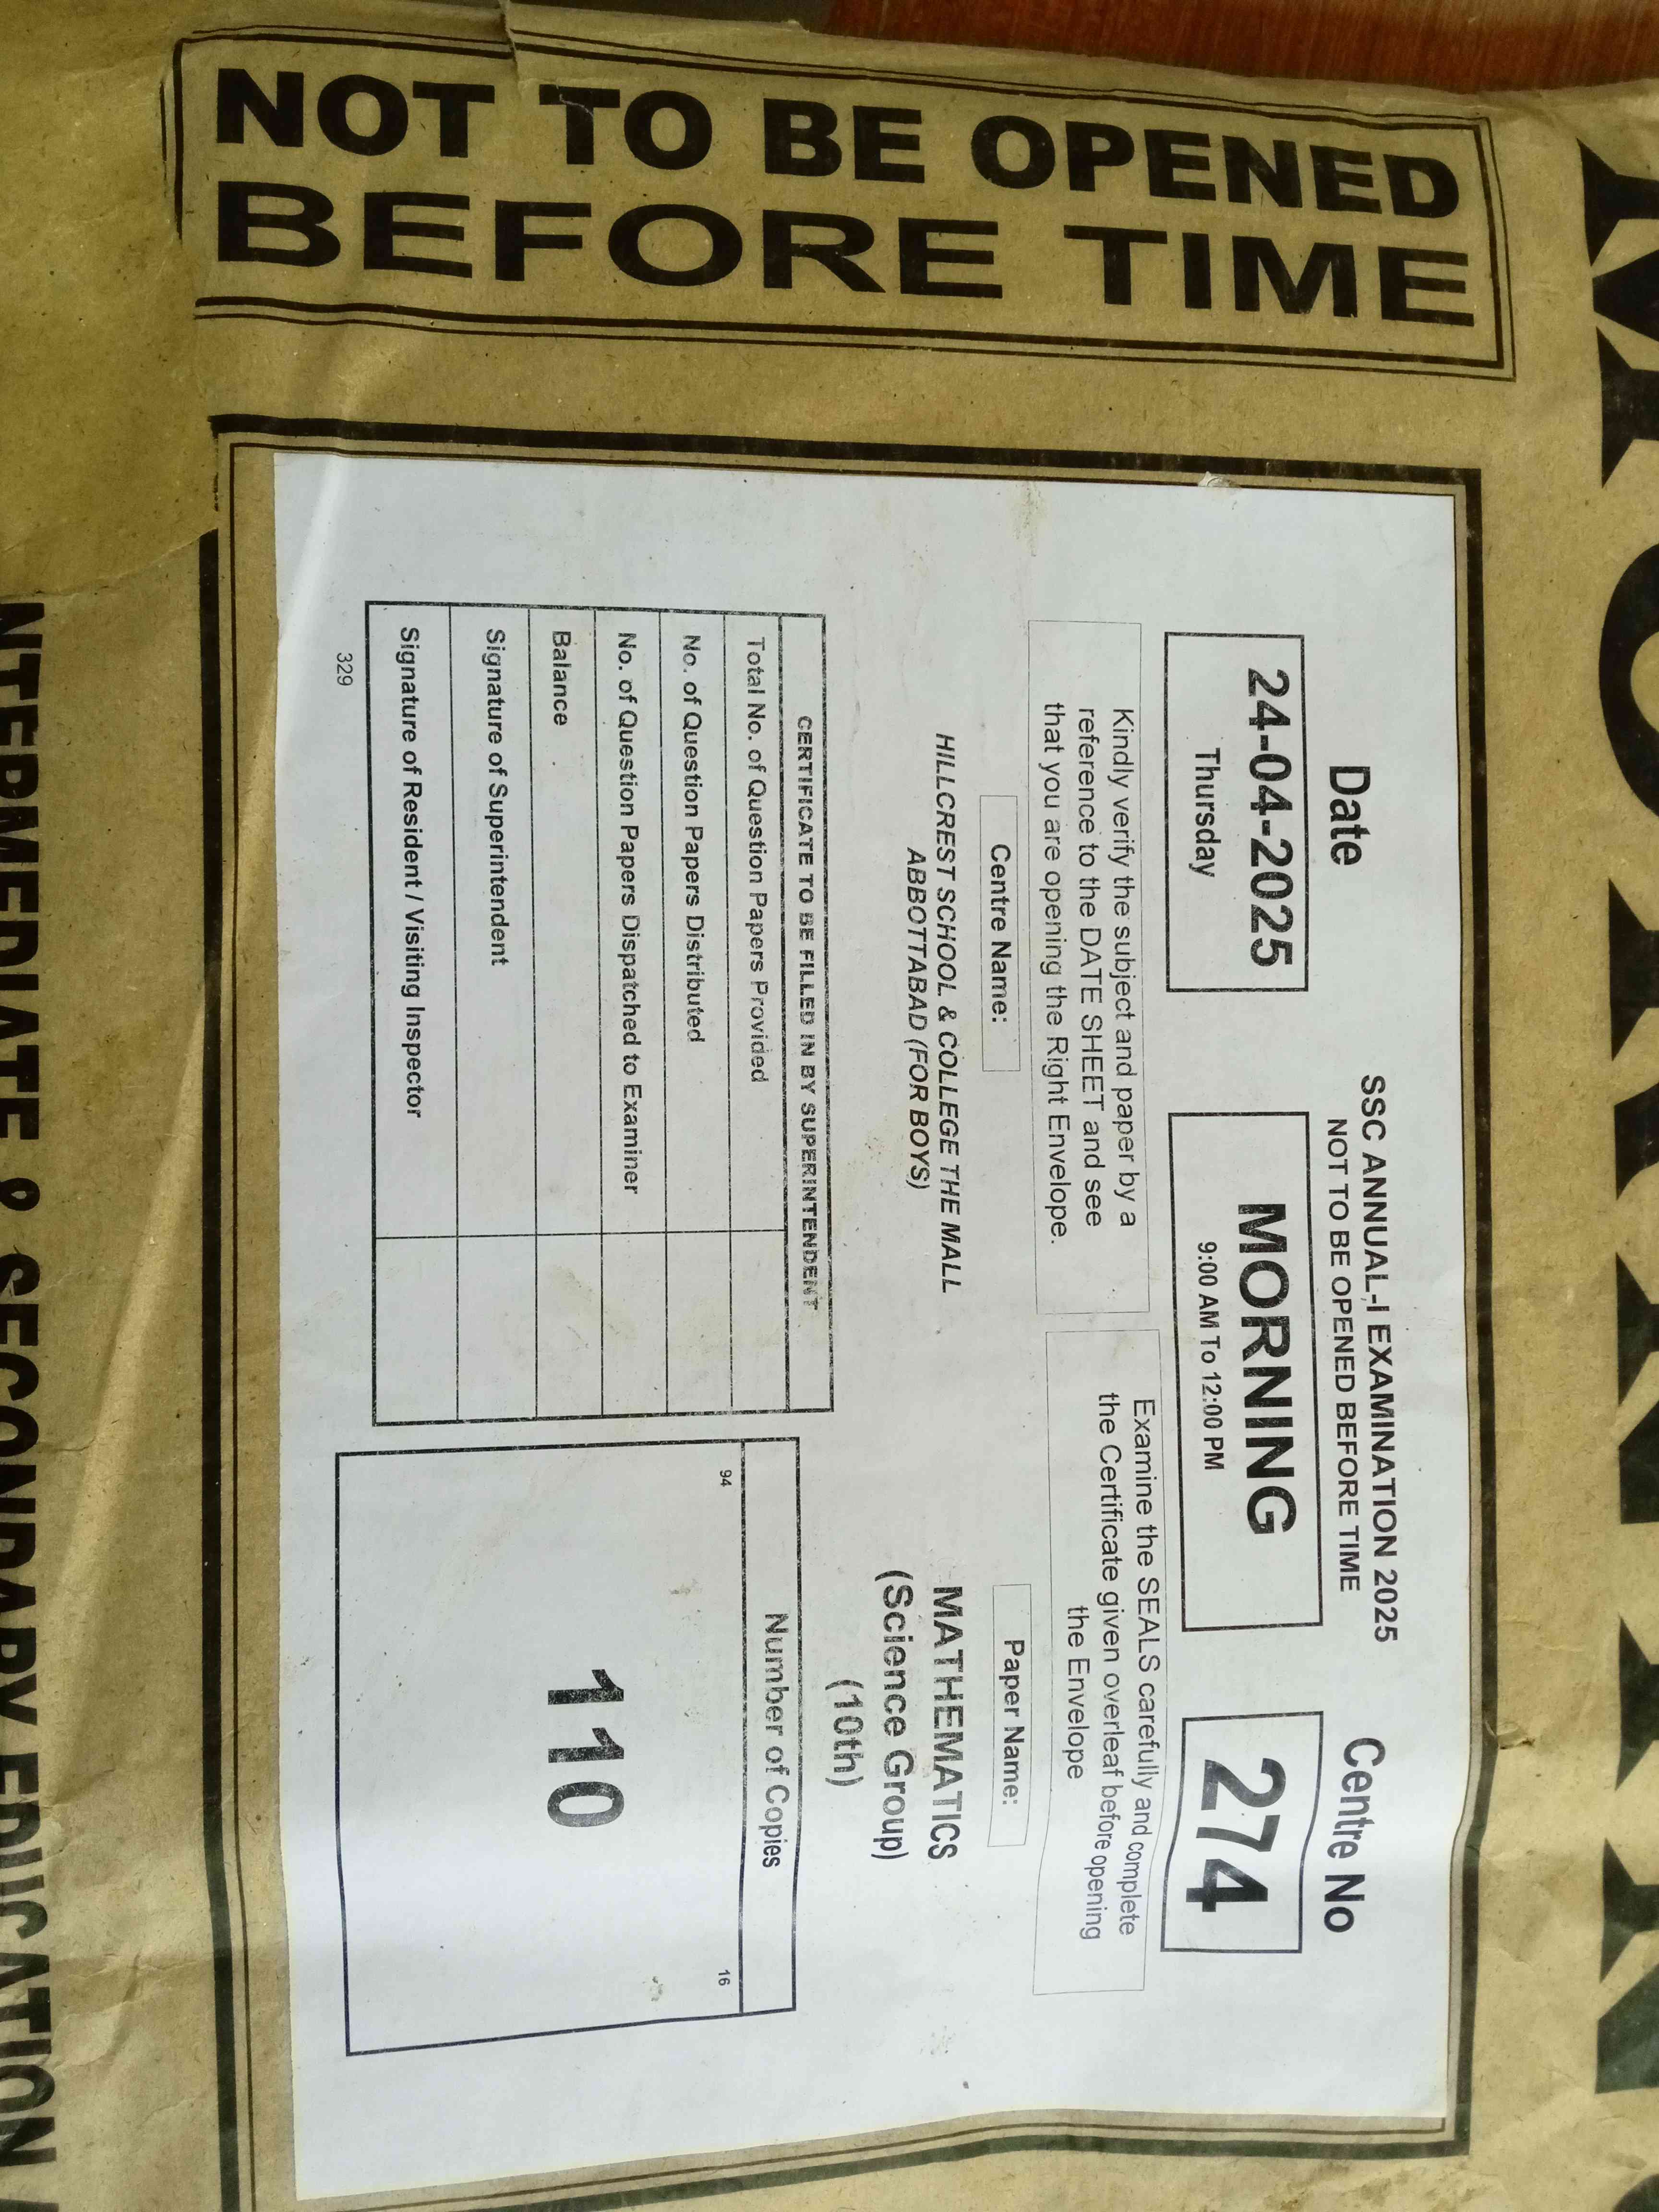 MORNING
NOT TO BE OPENED
BEFORE TIME
SSC ANNUAL-I EXAMINATION 2025
NOT TO BE OPENED BEFORE TIME
Date
Centre No
24-04-2025
Thursday
MORNING
9:00 AM To 12:00 PM
274
Kindly verify the subject and paper by a
reference to the DATE SHEET and see
that you are opening the Right Envelope.
Examine the SEALS carefully and complete
the Certificate given overleaf before opening
the Envelope
Centre Name:
HILLCREST SCHOOL & COLLEGE THE MALL
ABBOTTABAD (FOR BOYS)
Paper Name:
MATHEMATICS
(Science Group)
(10th)
CERTIFICATE TO BE FILLED IN BY SUPERINTENDENT
Total No. of Question Papers Provided
No. of Question Papers Distributed
No. of Question Papers Dispatched to Examiner
Balance
Signature of Superintendent
Signature of Resident / Visiting Inspector
329
Number of Copies
94
16
110
NTERMEDIATE & SECONDARY EDUCATION